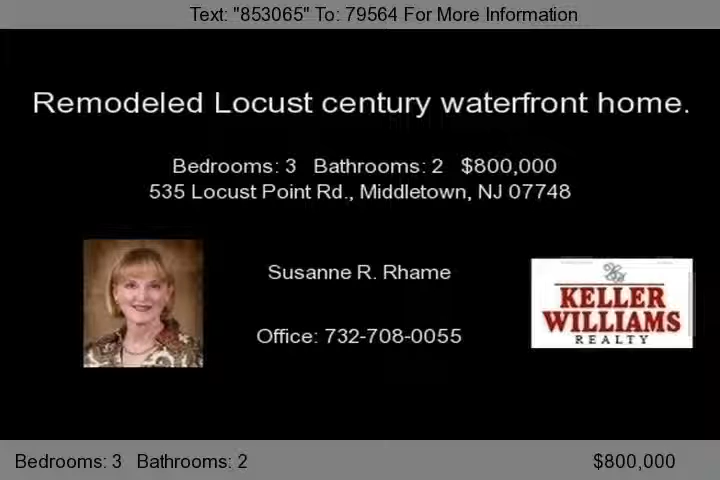 Text: "853065" To: 79564 For More Information
Remodeled Locust century waterfront home.
Bedrooms: 3 Bathrooms: 2 $800,000
535 Locust Point Rd., Middletown, NJ 07748
Susanne R. Rhame
Office: 732-708-0055
KELLER
WILLIAMS
REALTY
Bedrooms: 3 Bathrooms: 2 $800,000